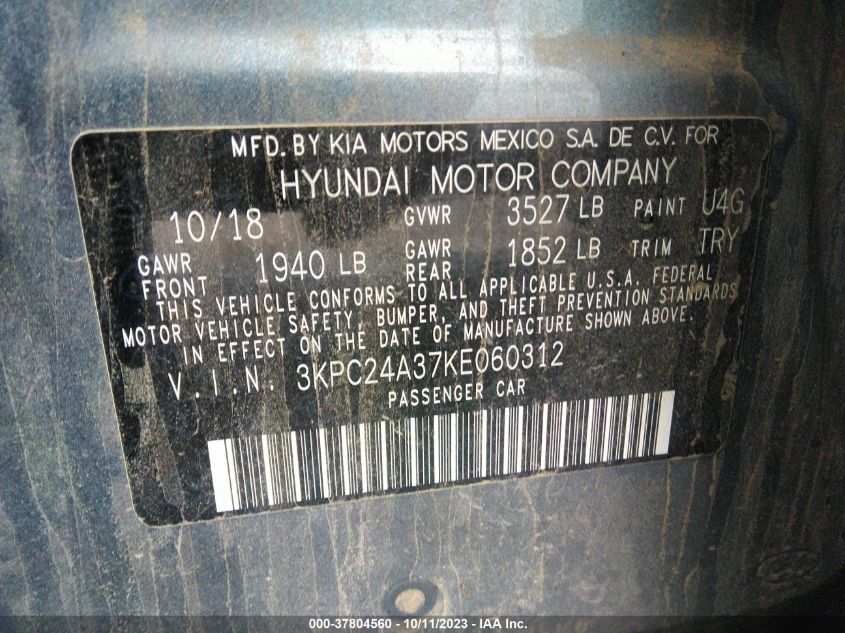 MFD. BY KIA MOTORS MEXICO S.A. DE C.V. FOR
HYUNDAI MOTOR COMPANY
10/18 GVWR 3527 LB PAINT U4G
GAWR FRONT 1940 LB GAWR REAR 1852 LB TRIM TRY
THIS VEHICLE CONFORMS TO ALL APPLICABLE U.S.A. FEDERAL
MOTOR VEHICLE SAFETY, BUMPER, AND THEFT PREVENTION STANDARDS
IN EFFECT ON THE DATE OF MANUFACTURE SHOWN ABOVE.
V.I.N. 3KPC24A37KE060312
PASSENGER CAR
000-37804560 - 10/11/2023 - IAA Inc.